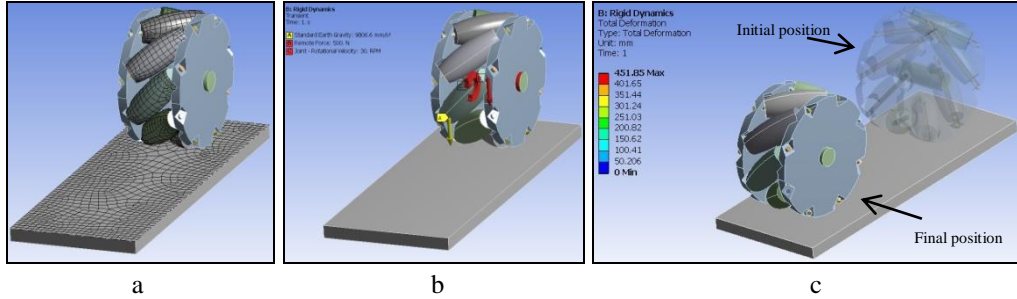 B: Rigid Dynamics
Transient
Time: 1, s
A Standard Earth Gravity: 9806.6 mm/s²
Remote Force: 500, N
Joint - Rotational Velocity: 30, RPM
B: Rigid Dynamics
Total Deformation
Type: Total Deformation
Unit: mm
Time: 1
451.85 Max
401.65
351.44
301.24
251.03
200.82
150.62
100.41
50.206
0 Min
Initial position
Final position
a
b
c